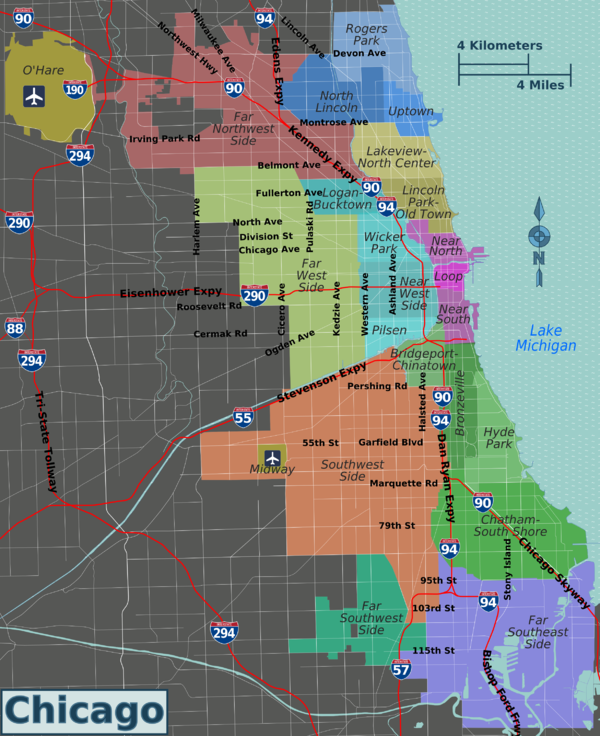 90
94
Lincoln Ave
Milwaukee Ave
Northwest Hwy
Edens Expy
Rogers
Park
Devon Ave
4 Kilometers
4 Miles
O'Hare
190
90
North
Lincoln
Uptown
Far
Northwest
Side
Montrose Ave
Irving Park Rd
Kennedy Expy
294
Lakeview-
North Center
Belmont Ave
90
Fullerton Ave
Logan-
Bucktown
94
Lincoln
Park-
Old Town
290
Harlem Ave
Pulaski Rd
North Ave
Division St
Chicago Ave
Wicker
Park
Near
North
N
Far
West
Side
Ashland Ave
Loop
Eisenhower Expy
290
Near
West
Side
Roosevelt Rd
Cicero Ave
Kedzie Ave
Western Ave
Near
South
88
Cermak Rd
Pilsen
Lake
Michigan
Ogden Ave
294
Bridgeport-
Chinatown
Stevenson Expy
Pershing Rd
Tri-State Tollway
Halsted Ave
90
Bronzeville
55
94
Hyde
Park
55th St
Garfield Blvd
Midway
Southwest
Side
Dan Ryan Expy
Marquette Rd
90
79th St
Chatham-
South Shore
94
Stony Island
Chicago Skyway
95th St
94
Far
Southwest
Side
103rd St
Far
Southeast
Side
294
115th St
57
Bishop Ford Frwy
Chicago